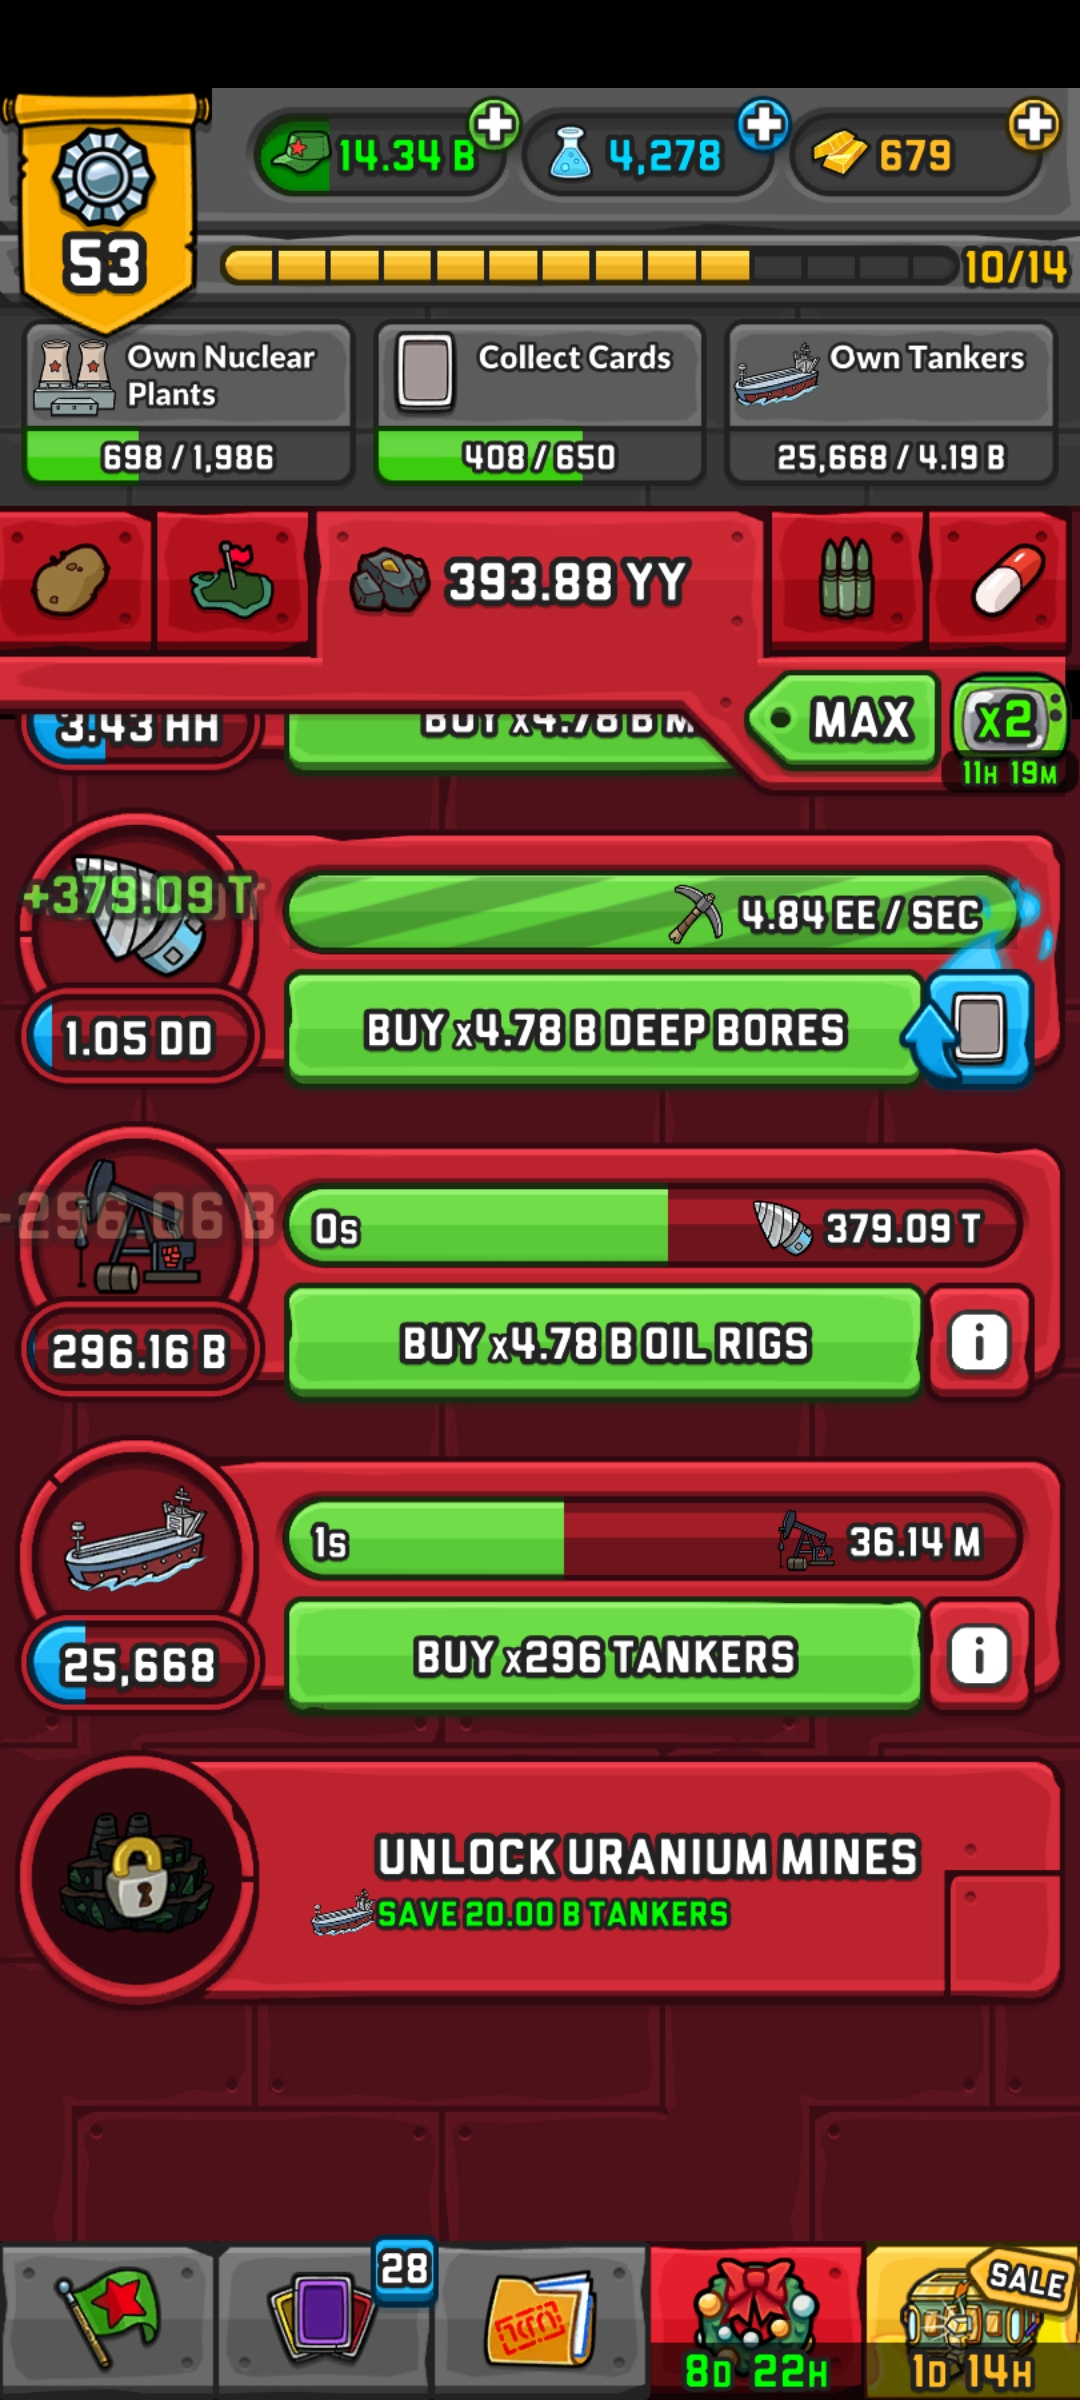 14.34 B
4,278
679
53
10/14
Own Nuclear
Plants
698 / 1,986
Collect Cards
408 / 650
Own Tankers
25,668 / 4.19 B
393.88 YY
MAX
x2
11H 19M
3.43 HH
BUY x4.78 B M
+379.09 T
4.84 EE / SEC
1.05 DD
BUY x4.78 B DEEP BORES
+296.06 B
0s
379.09 T
296.16 B
BUY x4.78 B OIL RIGS
i
1s
36.14 M
25,668
BUY x296 TANKERS
i
UNLOCK URANIUM MINES
SAVE 20.00 B TANKERS
28
SALE
8D 22H
1D 14H